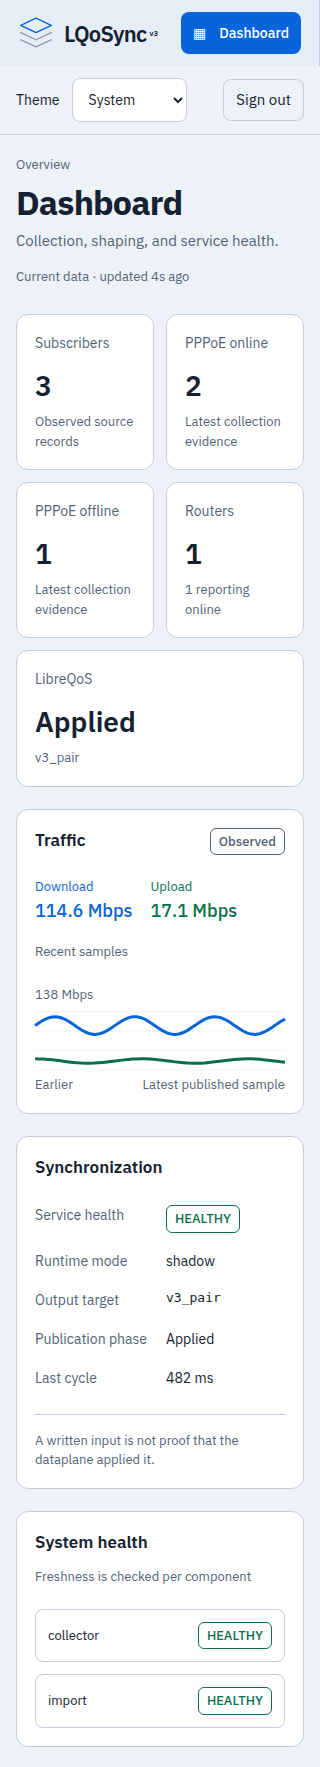 LQoSync v3
Dashboard
Theme
System
Sign out
Overview
Dashboard
Collection, shaping, and service health.
Current data · updated 4s ago
Subscribers
3
Observed source
records
PPPoE online
2
Latest collection
evidence
PPPoE offline
1
Latest collection
evidence
Routers
1
1 reporting
online
LibreQoS
Applied
v3_pair
Traffic
Observed
Download
114.6 Mbps
Upload
17.1 Mbps
Recent samples
138 Mbps
Earlier
Latest published sample
Synchronization
Service health
HEALTHY
Runtime mode
shadow
Output target
v3_pair
Publication phase
Applied
Last cycle
482 ms
A written input is not proof that the
dataplane applied it.
System health
Freshness is checked per component
collector
HEALTHY
import
HEALTHY